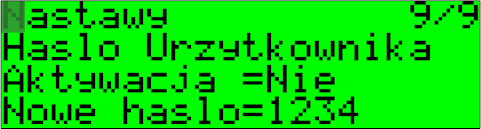 Nastawy 9/9
Haslo Urzytkownika
Aktywacja =Nie
Nowe haslo=1234